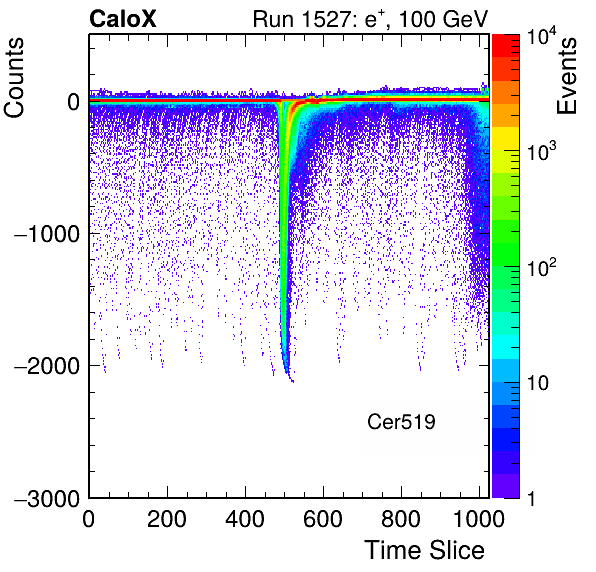 CaloX Run 1527: e⁺, 100 GeV
Counts
Events
0
−1000
−2000
−3000
10⁴
10³
10²
10
1
Cer519
0 200 400 600 800 1000
Time Slice